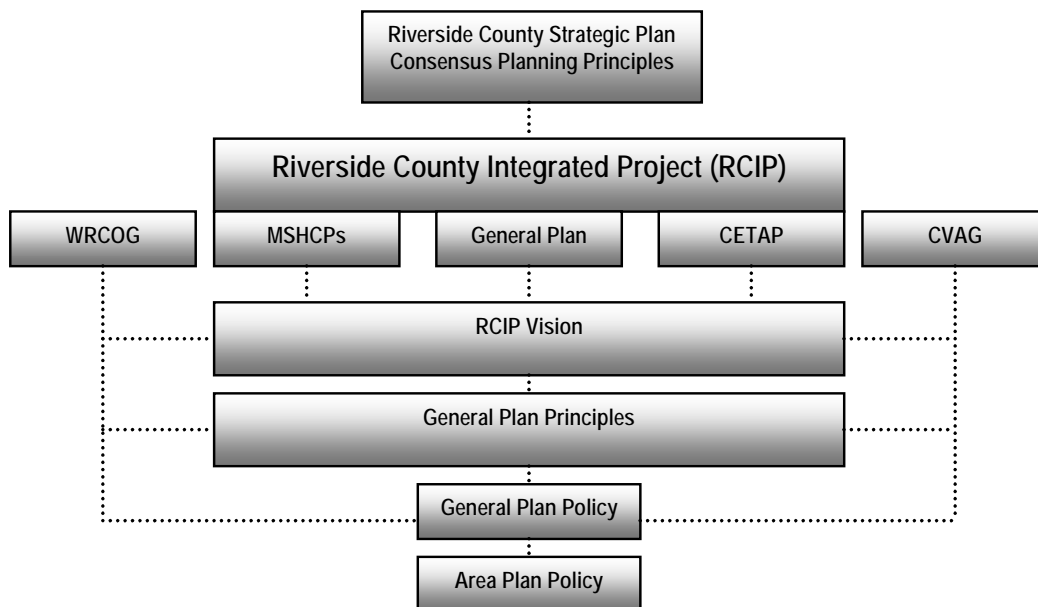 Riverside County Strategic Plan
Consensus Planning Principles
Riverside County Integrated Project (RCIP)
WRCOG
MSHCPs
General Plan
CETAP
CVAG
RCIP Vision
General Plan Principles
General Plan Policy
Area Plan Policy